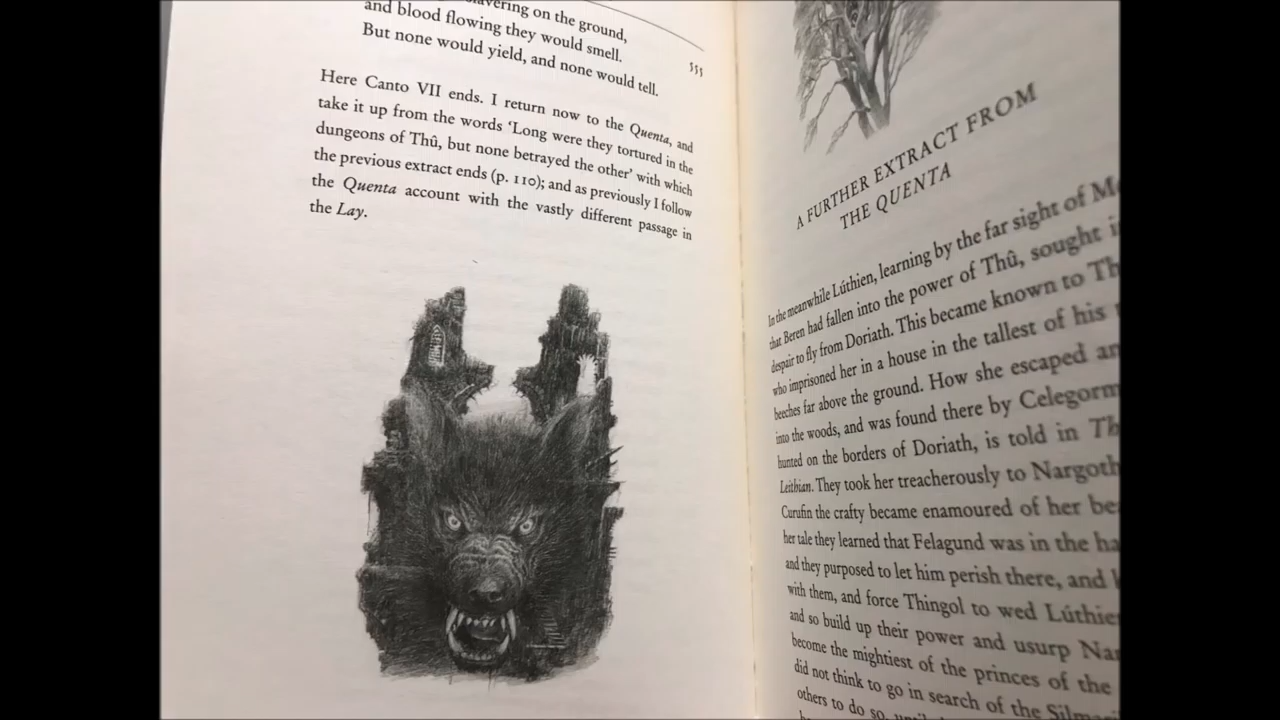 on the ground,
and blood flowing they would smell.
But none would yield, and none would tell.
555
Here Canto VII ends. I return now to the Quenta, and
take it up from the words ‘Long were they tortured in the
dungeons of Thû, but none betrayed the other’ with which
the previous extract ends (p. 110); and as previously I follow
the Quenta account with the vastly different passage in
the Lay.
A FURTHER EXTRACT FROM
THE QUENTA
In the meanwhile Lúthien, learning by the far sight of
that Beren had fallen into the power of Thû, sought
despair to fly from Doriath. This became known to
who imprisoned her in a house in the tallest of his
beeches far above the ground. How she escaped
into the woods, and was found there by
hunted on the borders of Doriath, is told in
Leithian. They took her treacherously to
Curufin the crafty became enamoured of her
her tale they learned that Felagund was in the
and they purposed to let him perish there, and
with them, and force Thingol to wed
and so build up their power and usurp
become the mightiest of the princes of the
did not think to go in search of the
others to do so,